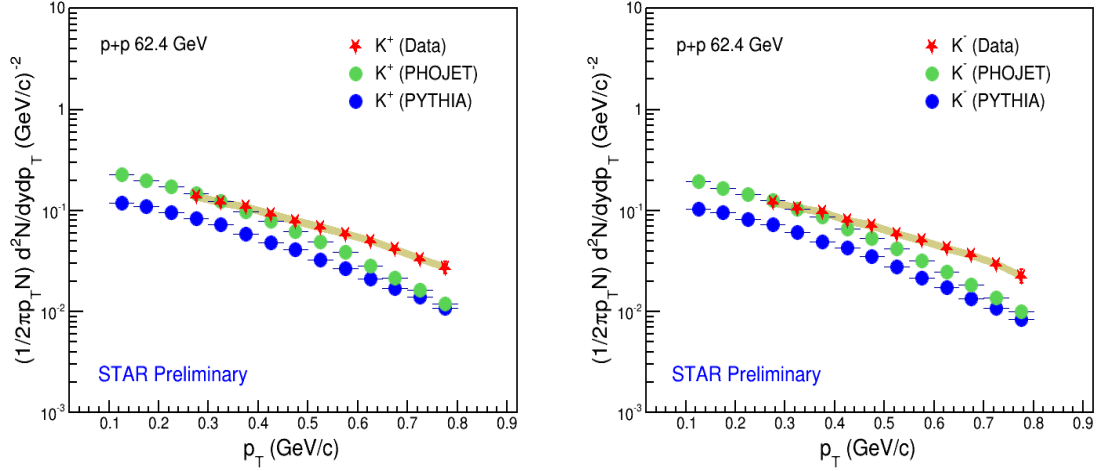 (1/2πp_T N) d²N/dydp_T (GeV/c)⁻²
10
1
10⁻¹
10⁻²
10⁻³
p+p 62.4 GeV
K⁺ (Data)
K⁺ (PHOJET)
K⁺ (PYTHIA)
STAR Preliminary
0.1 0.2 0.3 0.4 0.5 0.6 0.7 0.8 0.9
p_T (GeV/c)
(1/2πp_T N) d²N/dydp_T (GeV/c)⁻²
10
1
10⁻¹
10⁻²
10⁻³
p+p 62.4 GeV
K⁻ (Data)
K⁻ (PHOJET)
K⁻ (PYTHIA)
STAR Preliminary
0.1 0.2 0.3 0.4 0.5 0.6 0.7 0.8 0.9
p_T (GeV/c)